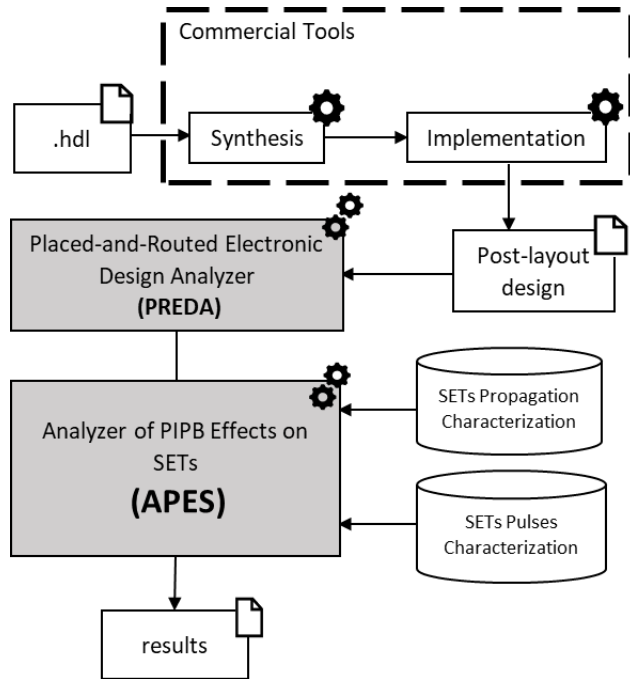 Commercial Tools
.hdl
Synthesis
Implementation
Placed-and-Routed Electronic
Design Analyzer
(PREDA)
Post-layout
design
SETs Propagation
Characterization
Analyzer of PIPB Effects on
SETs
(APES)
SETs Pulses
Characterization
results